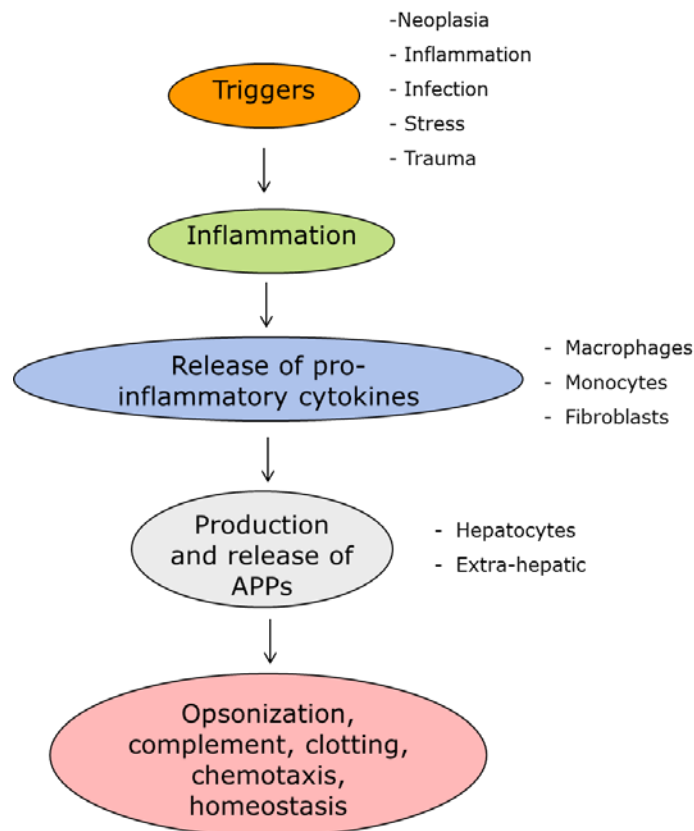 -Neoplasia
- Inflammation
Triggers
- Infection
- Stress
- Trauma
Inflammation
Release of pro-
inflammatory cytokines
- Macrophages
- Monocytes
- Fibroblasts
Production
and release of
APPs
- Hepatocytes
- Extra-hepatic
Opsonization,
complement, clotting,
chemotaxis,
homeostasis